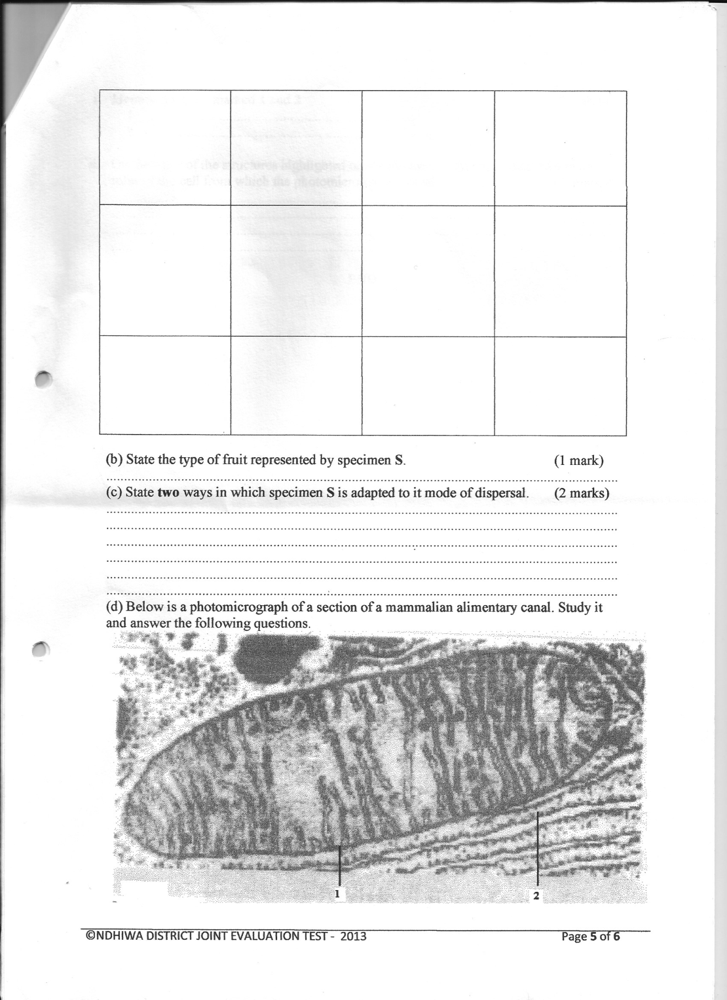 (b) State the type of fruit represented by specimen S. (1 mark)
(c) State two ways in which specimen S is adapted to it mode of dispersal. (2 marks)
(d) Below is a photomicrograph of a section of a mammalian alimentary canal. Study it
and answer the following questions.
1 2
©NDHIWA DISTRICT JOINT EVALUATION TEST - 2013 Page 5 of 6